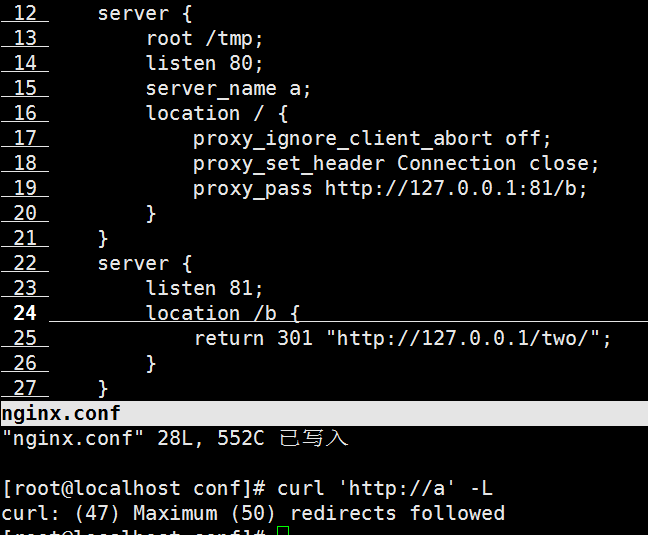 12     server {
13         root /tmp;
14         listen 80;
15         server_name a;
16         location / {
17             proxy_ignore_client_abort off;
18             proxy_set_header Connection close;
19             proxy_pass http://127.0.0.1:81/b;
20         }
21     }
22     server {
23         listen 81;
24         location /b {
25             return 301 "http://127.0.0.1/two/";
26         }
27     }
nginx.conf
"nginx.conf" 28L, 552C 已写入
[root@localhost conf]# curl 'http://a' -L
curl: (47) Maximum (50) redirects followed
[root@localhost conf]#